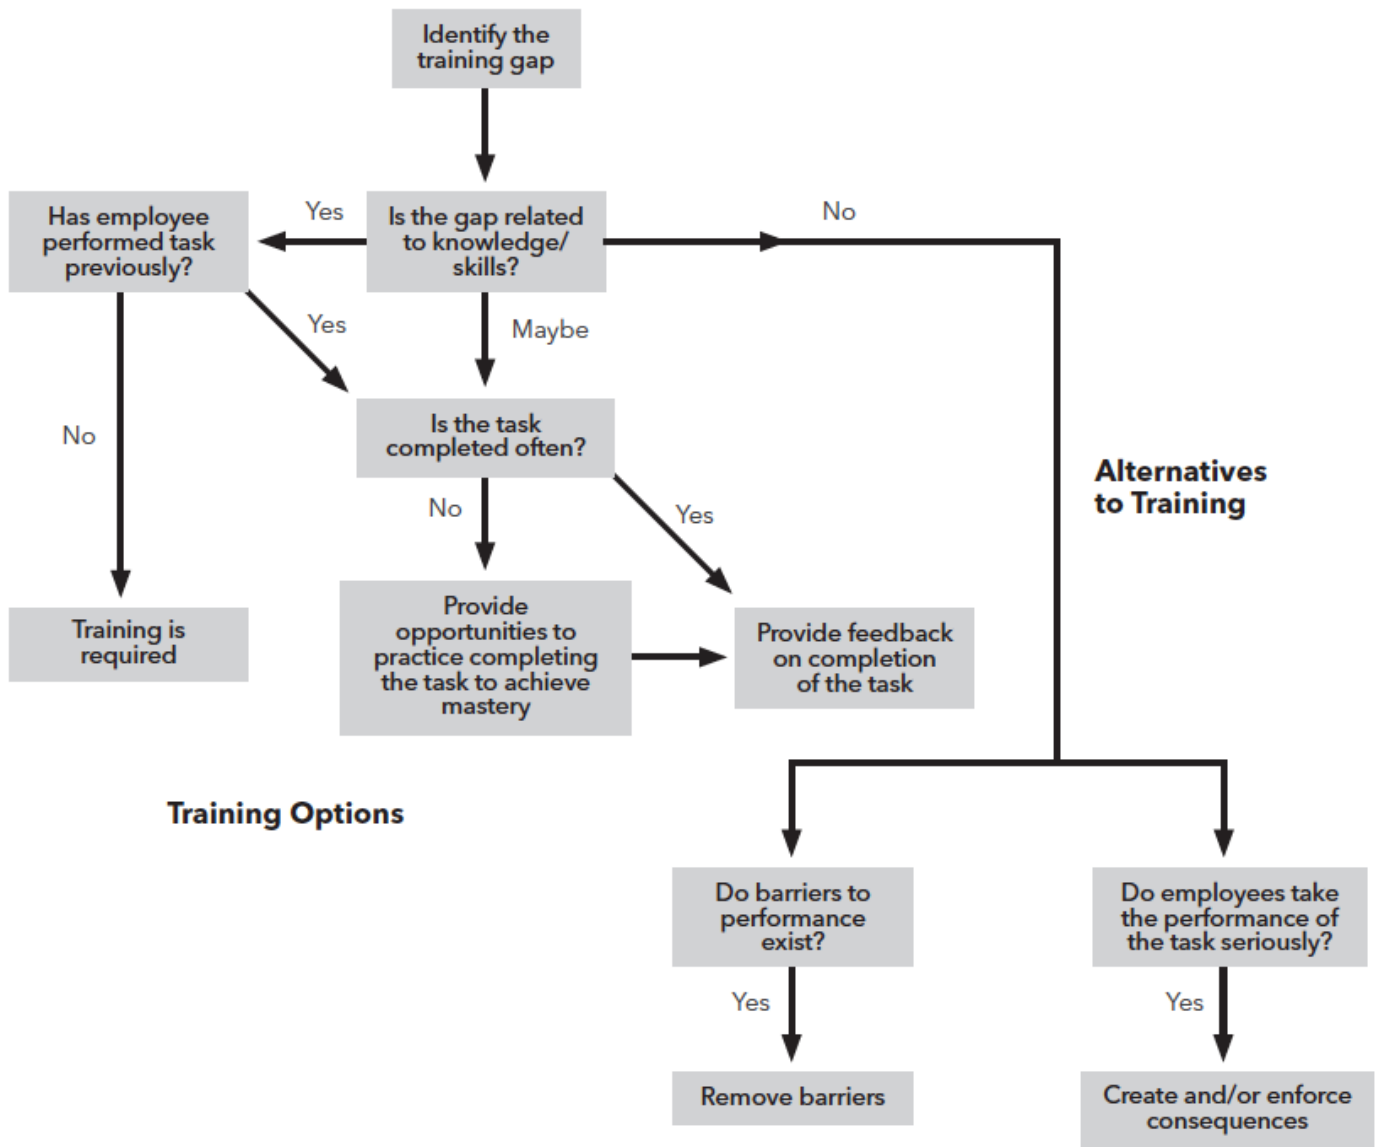 Identify the
training gap
Has employee
performed task
previously?
Yes
Is the gap related
to knowledge/
skills?
No
Yes
Maybe
No
Is the task
completed often?
No
Yes
Alternatives
to Training
Training is
required
Provide
opportunities to
practice completing
the task to achieve
mastery
Provide feedback
on completion
of the task
Training Options
Do barriers to
performance
exist?
Do employees take
the performance of
the task seriously?
Yes
Yes
Remove barriers
Create and/or enforce
consequences